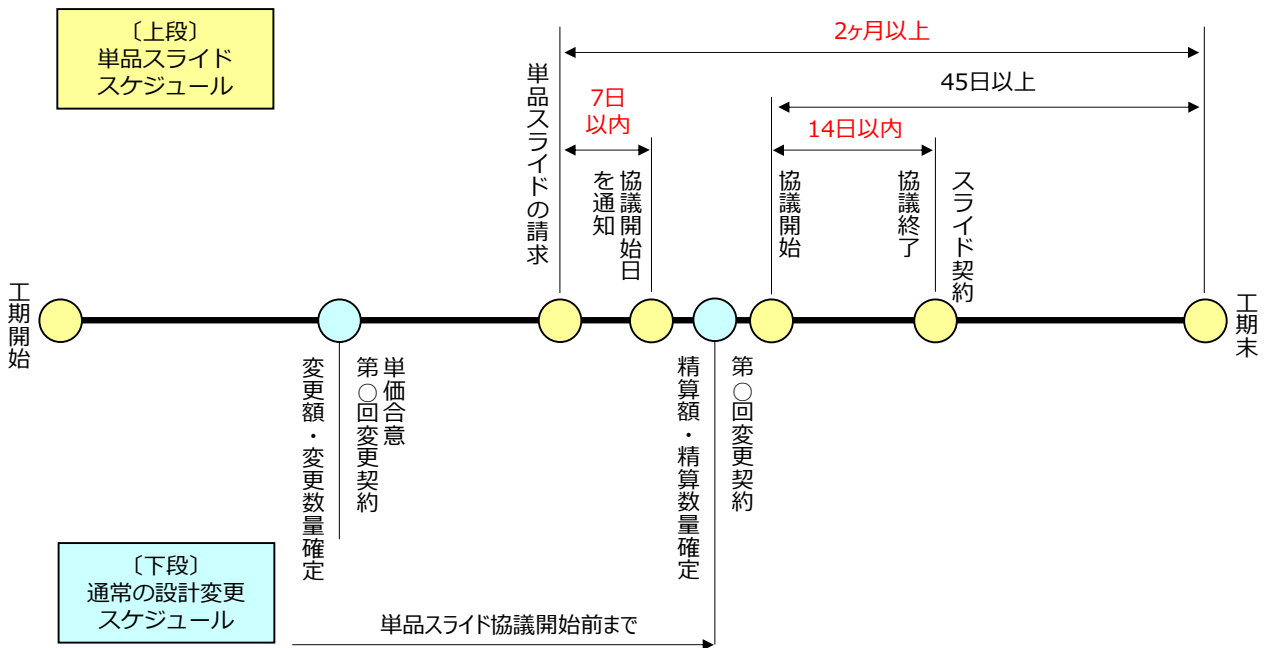 〔上段〕
単品スライド
スケジュール
2ヶ月以上
45日以上
7日
以内
14日以内
単品スライドの請求
協議開始日
を通知
協議開始
協議終了
スライド契約
工期開始
工期末
単価合意
第〇回変更契約
変更額・変更数量確定
第〇回変更契約
精算額・精算数量確定
〔下段〕
通常の設計変更
スケジュール
単品スライド協議開始前まで